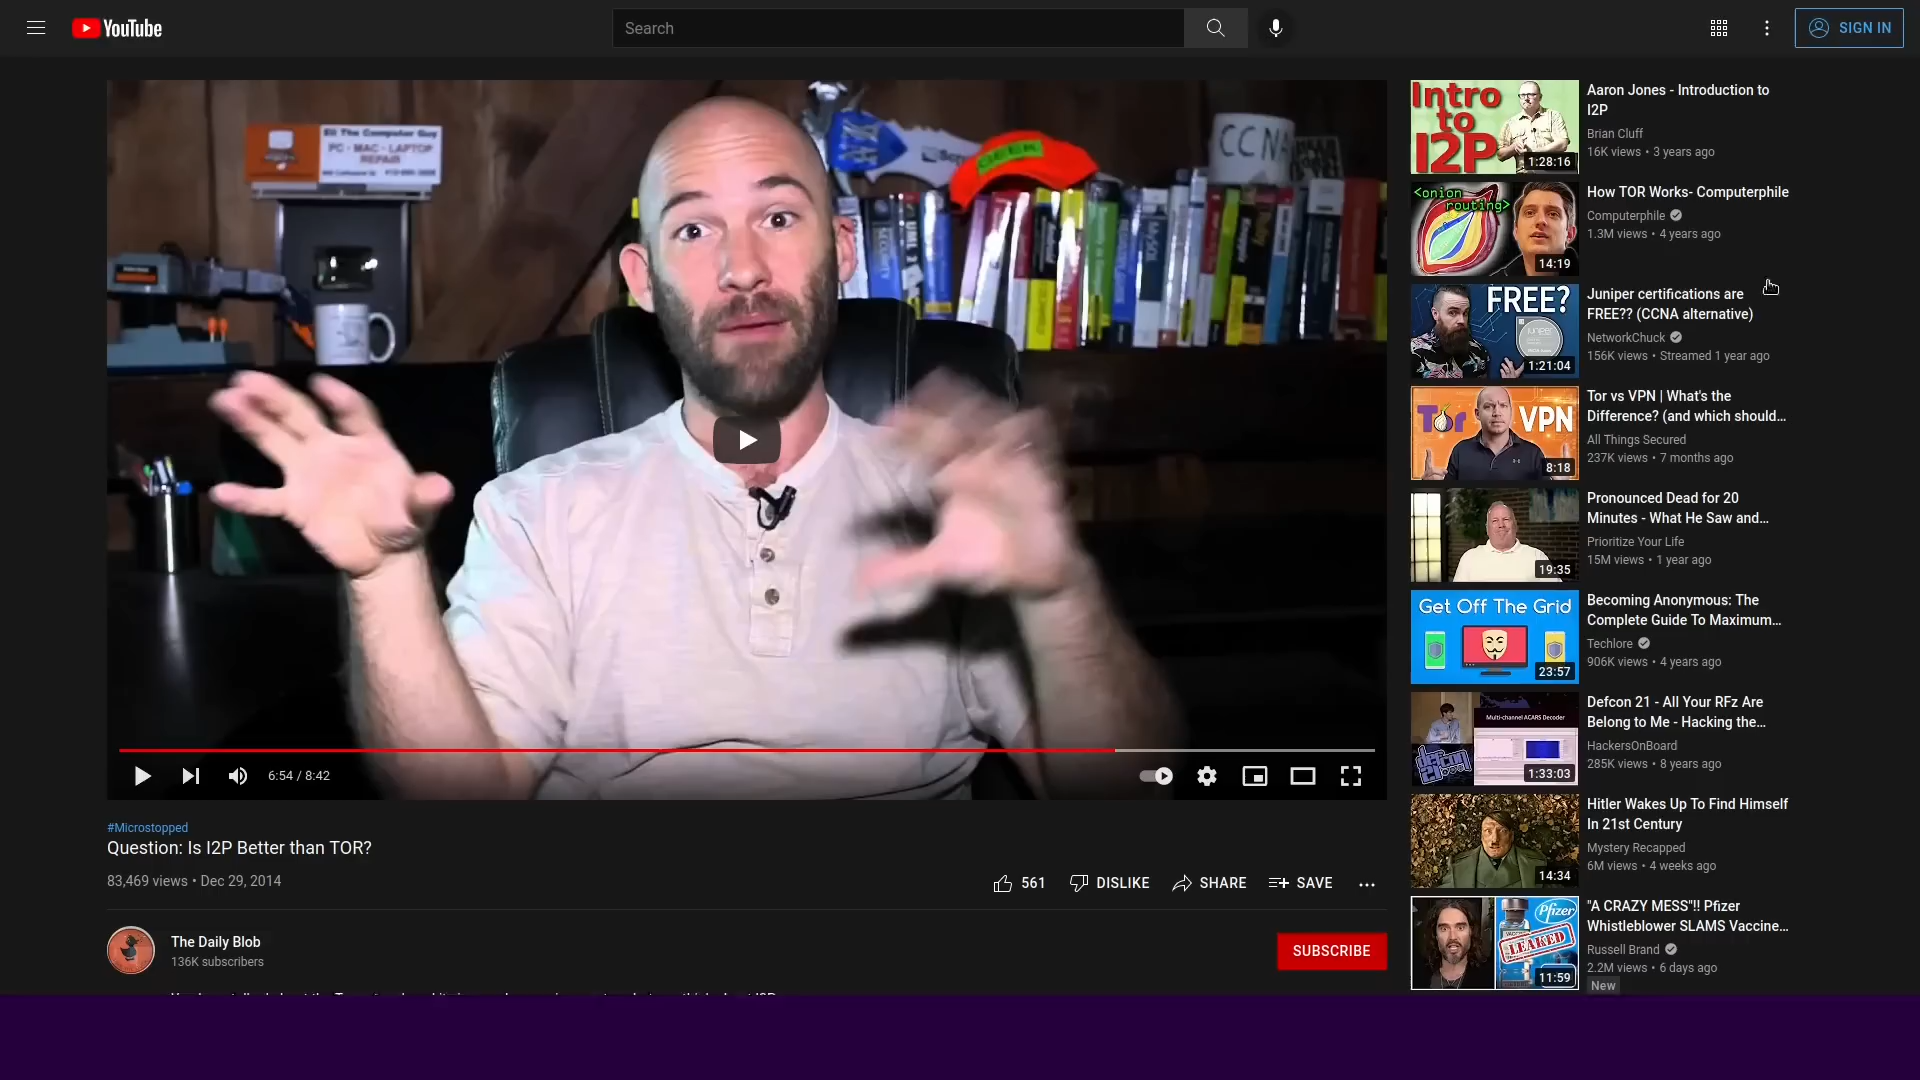 YouTube
Search
SIGN IN
Eli The Computer Guy
PC - MAC - LAPTOP
REPAIR
CCNA
6:54 / 8:42
#Microstopped
Question: Is I2P Better than TOR?
83,469 views • Dec 29, 2014
561
DISLIKE
SHARE
SAVE
The Daily Blob
136K subscribers
SUBSCRIBE
Intro
to
I2P
1:28:16
Aaron Jones - Introduction to
I2P
Brian Cluff
16K views • 3 years ago
<onion
routing>
14:19
How TOR Works- Computerphile
Computerphile
1.3M views • 4 years ago
FREE?
1:21:04
Juniper certifications are
FREE?? (CCNA alternative)
NetworkChuck
156K views • Streamed 1 year ago
Tor VPN
8:18
Tor vs VPN | What's the
Difference? (and which should...
All Things Secured
237K views • 7 months ago
19:35
Pronounced Dead for 20
Minutes - What He Saw and...
Prioritize Your Life
15M views • 1 year ago
Get Off The Grid
23:57
Becoming Anonymous: The
Complete Guide To Maximum...
Techlore
906K views • 4 years ago
Multi-channel ACARS Decoder
1:33:03
Defcon 21 - All Your RFz Are
Belong to Me - Hacking the...
HackersOnBoard
285K views • 8 years ago
14:34
Hitler Wakes Up To Find Himself
In 21st Century
Mystery Recapped
6M views • 4 weeks ago
Pfizer
LEAKED
11:59
"A CRAZY MESS"!! Pfizer
Whistleblower SLAMS Vaccine...
Russell Brand
2.2M views • 6 days ago
New